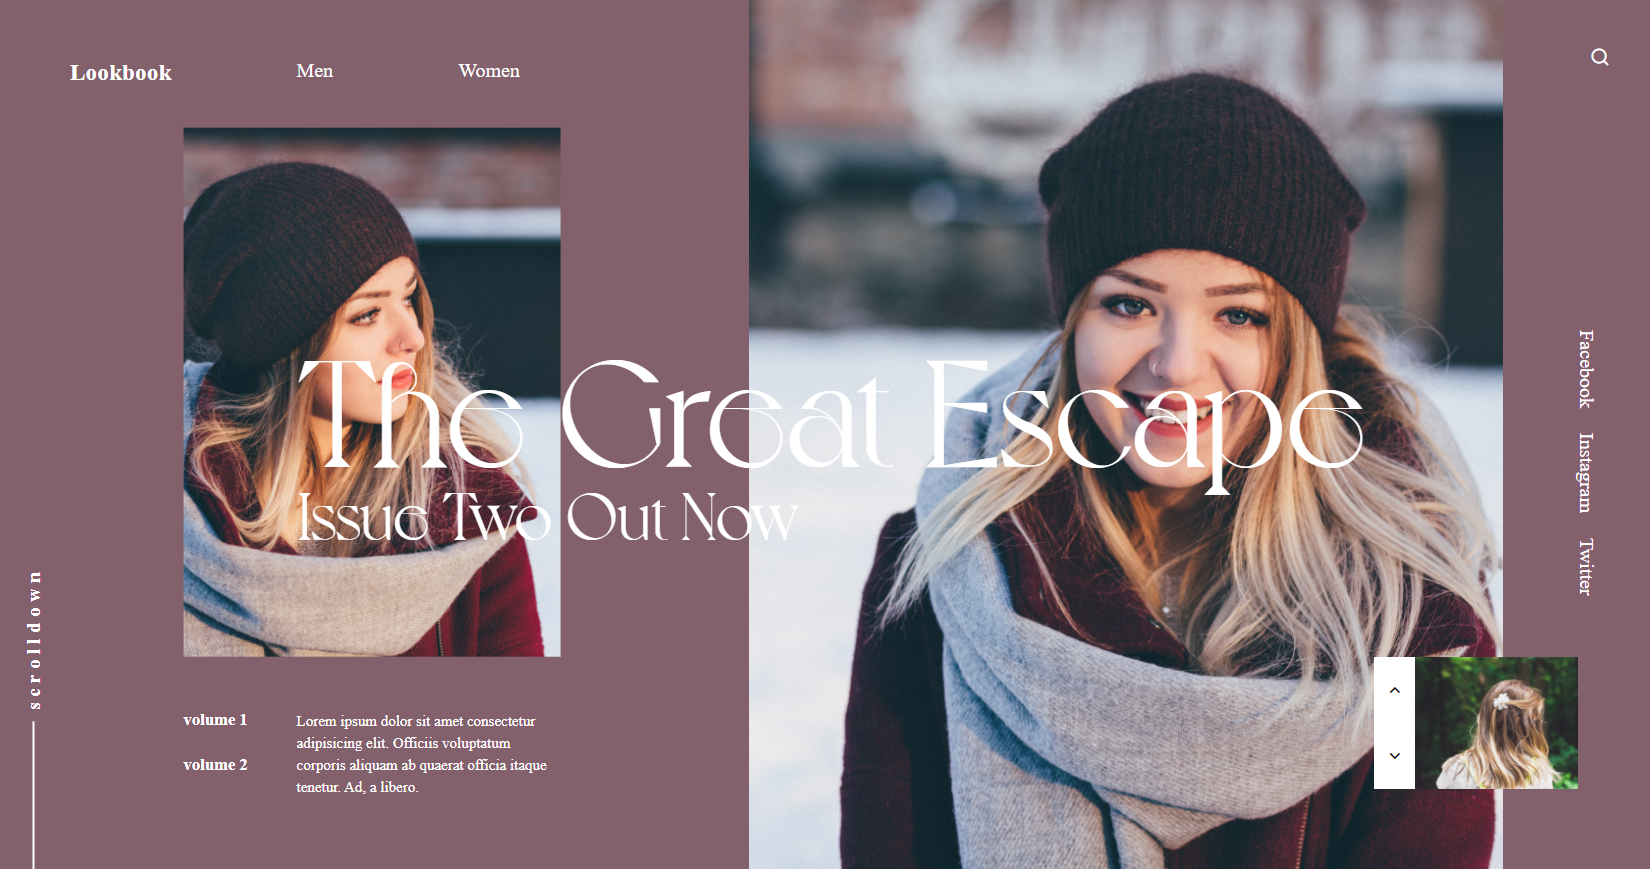 Lookbook
Men
Women
The Great Escape
Issue Two Out Now
Facebook
Instagram
Twitter
scrolldown
volume 1
volume 2
Lorem ipsum dolor sit amet consectetur
adipisicing elit. Officiis voluptatum
corporis aliquam ab quaerat officia itaque
tenetur. Ad, a libero.